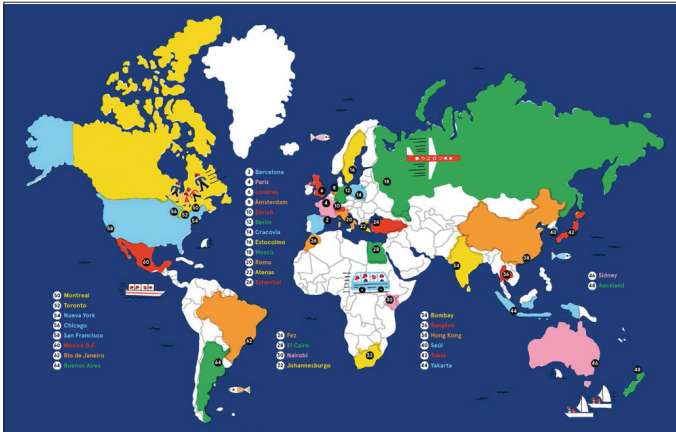 2 Barcelona
4 París
6 Londres
8 Ámsterdam
10 Zúrich
12 Berlín
14 Cracovia
16 Estocolmo
18 Moscú
20 Roma
22 Atenas
24 Estambul
50 Montreal
52 Toronto
54 Nueva York
56 Chicago
58 San Francisco
60 México D.F.
62 Río de Janeiro
64 Buenos Aires
26 Fez
28 El Cairo
30 Nairobi
32 Johannesburgo
34 Bombay
36 Bangkok
38 Hong Kong
40 Seúl
42 Tokio
44 Yakarta
46 Sídney
48 Auckland